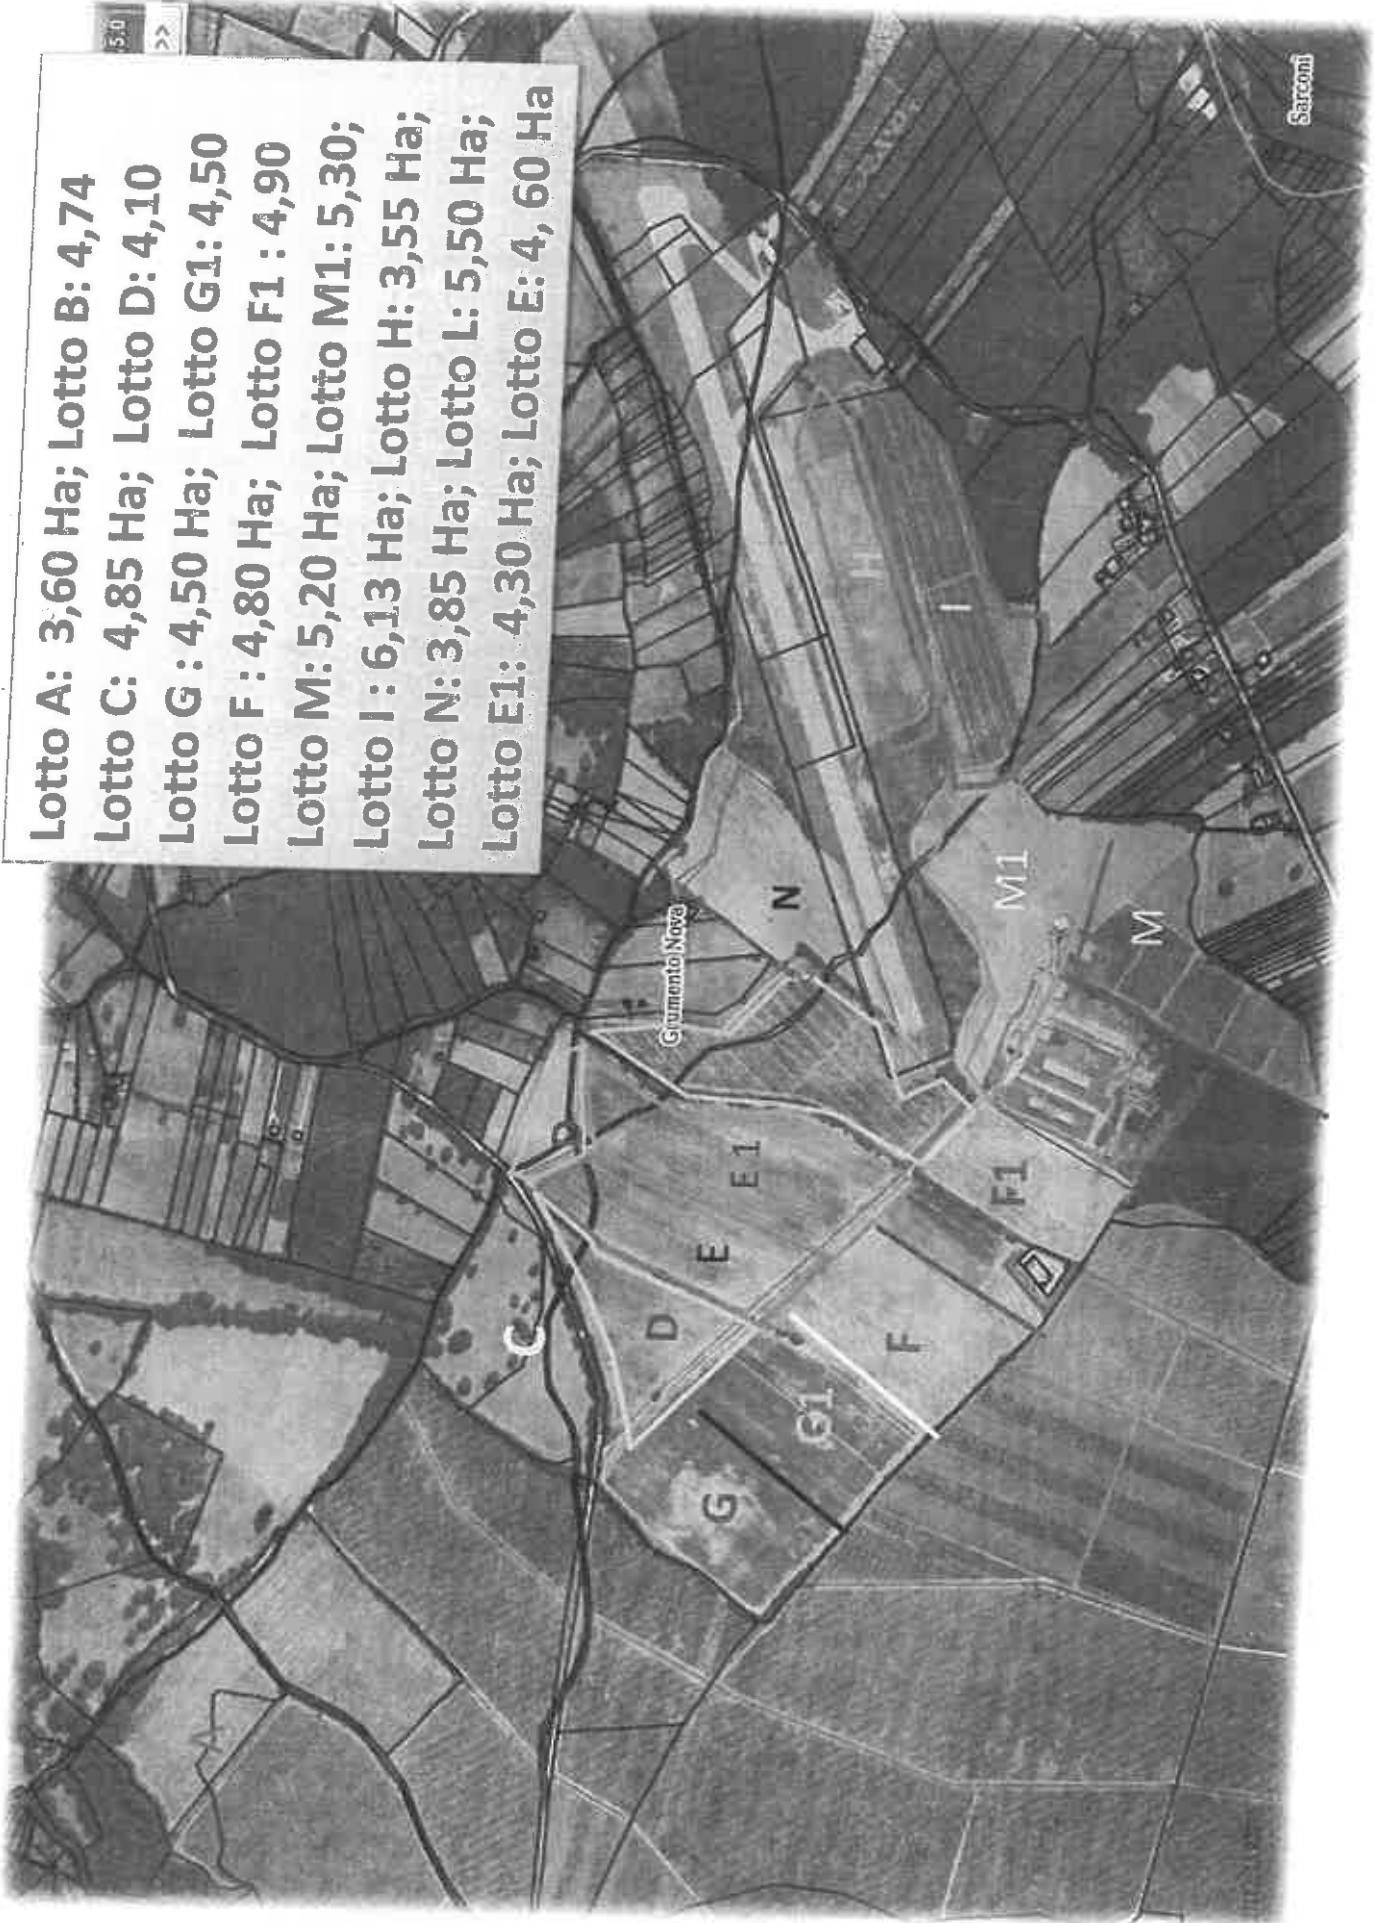 5.0
>>
Lotto A: 3,60 Ha; Lotto B: 4,74
Lotto C: 4,85 Ha; Lotto D: 4,10
Lotto G : 4,50 Ha; Lotto G1: 4,50
Lotto F : 4,80 Ha; Lotto F1 : 4,90
Lotto M: 5,20 Ha; Lotto M1: 5,30;
Lotto I : 6,13 Ha; Lotto H: 3,55 Ha;
Lotto N: 3,85 Ha; Lotto L: 5,50 Ha;
Lotto E1: 4,30 Ha; Lotto E: 4, 60 Ha
C
D
Grumento Nova
E
E 1
N
G
G1
F
F1
M1
M
H
I
Sarconi